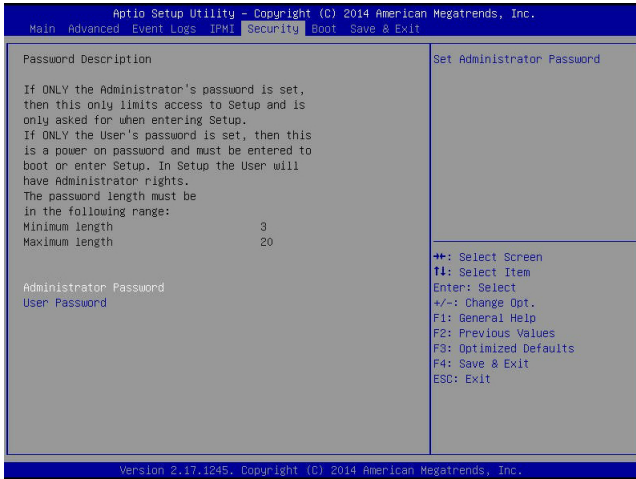 Aptio Setup Utility – Copyright (C) 2014 American Megatrends, Inc.
Main Advanced Event Logs IPMI Security Boot Save & Exit
Password Description
If ONLY the Administrator's password is set,
then this only limits access to Setup and is
only asked for when entering Setup.
If ONLY the User's password is set, then this
is a power on password and must be entered to
boot or enter Setup. In Setup the User will
have Administrator rights.
The password length must be
in the following range:
Minimum length 3
Maximum length 20
Administrator Password
User Password
Set Administrator Password
→←: Select Screen
↑↓: Select Item
Enter: Select
+/-: Change Opt.
F1: General Help
F2: Previous Values
F3: Optimized Defaults
F4: Save & Exit
ESC: Exit
Version 2.17.1245. Copyright (C) 2014 American Megatrends, Inc.